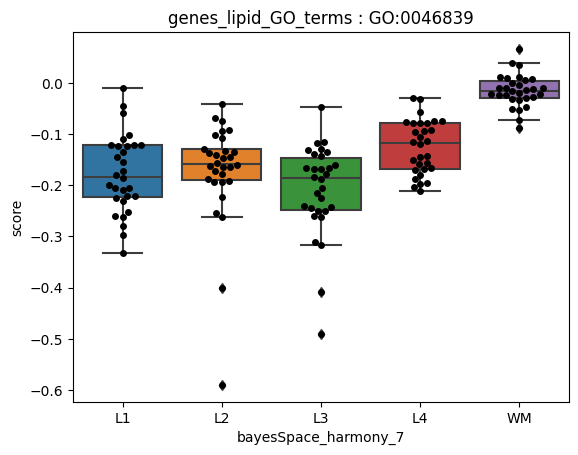 genes_lipid_GO_terms : GO:0046839
score
0.0
−0.1
−0.2
−0.3
−0.4
−0.5
−0.6
L1
L2
L3
L4
WM
bayesSpace_harmony_7